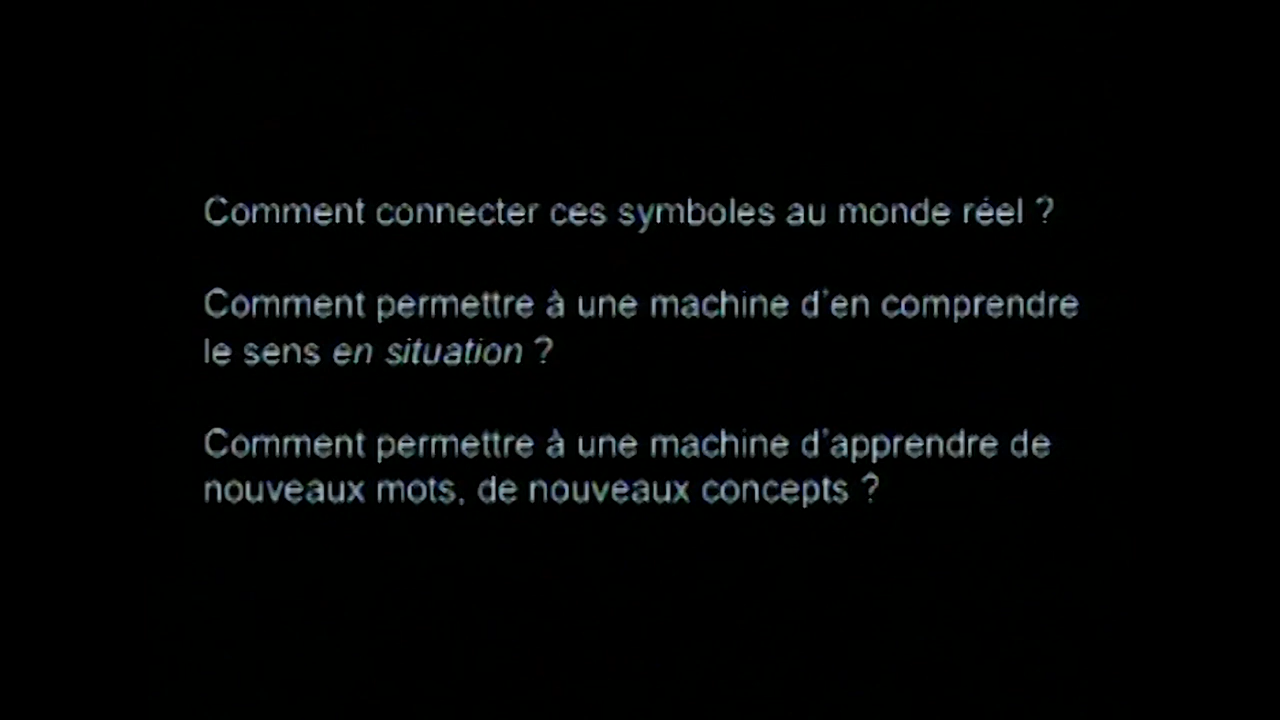 Comment connecter ces symboles au monde réel ?
Comment permettre à une machine d'en comprendre
le sens en situation ?
Comment permettre à une machine d'apprendre de
nouveaux mots, de nouveaux concepts ?